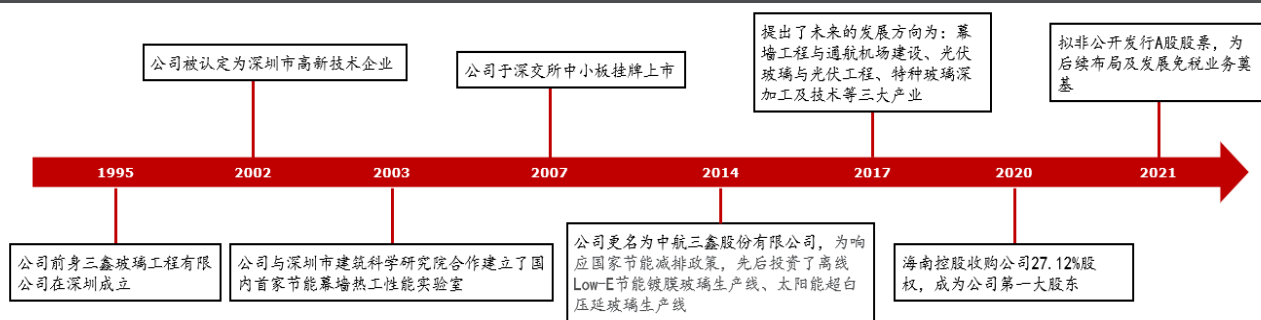 公司被认定为深圳市高新技术企业
公司于深交所中小板挂牌上市
提出了未来的发展方向为：幕
墙工程与通航机场建设、光伏
玻璃与光伏工程、特种玻璃深
加工及技术等三大产业
拟非公开发行A股股票，为
后续布局及发展免税业务奠
基
1995 2002 2003 2007 2014 2017 2020 2021
公司前身三鑫玻璃工程有限
公司在深圳成立
公司与深圳市建筑科学研究院合作建立了国
内首家节能幕墙热工性能实验室
公司更名为中航三鑫股份有限公司，为响
应国家节能减排政策，先后投资了离线
Low-E节能镀膜玻璃生产线、太阳能超白
压延玻璃生产线
海南控股收购公司27.12%股
权，成为公司第一大股东